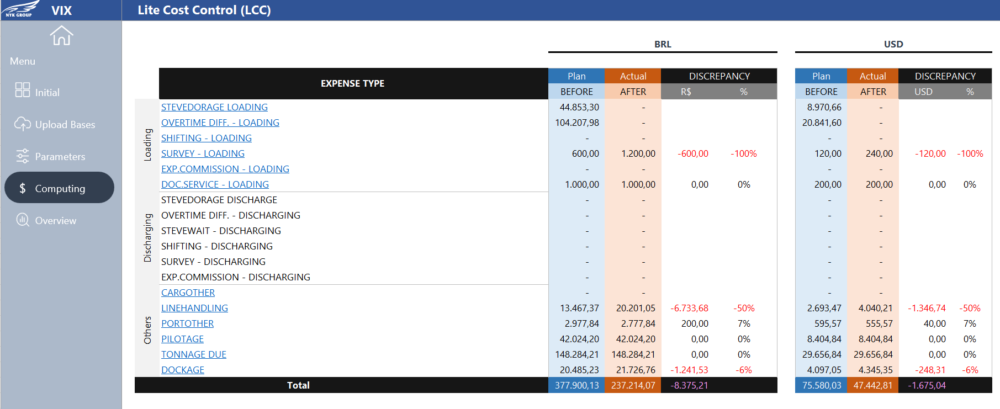 NYK GROUP VIX Lite Cost Control (LCC)
Menu
Initial
Upload Bases
Parameters
$ Computing
Overview
BRL USD
EXPENSE TYPE Plan Actual DISCREPANCY Plan Actual DISCREPANCY
BEFORE AFTER R$ % BEFORE AFTER USD %
Loading
STEVEDORAGE LOADING 44.853,30 - 8.970,66 -
OVERTIME DIFF. - LOADING 104.207,98 - 20.841,60 -
SHIFTING - LOADING - - - -
SURVEY - LOADING 600,00 1.200,00 -600,00 -100% 120,00 240,00 -120,00 -100%
EXP.COMMISSION - LOADING - - - -
DOC.SERVICE - LOADING 1.000,00 1.000,00 0,00 0% 200,00 200,00 0,00 0%
Discharging
STEVEDORAGE DISCHARGE - - - -
OVERTIME DIFF. - DISCHARGING - - - -
STEVEWAIT - DISCHARGING - - - -
SHIFTING - DISCHARGING - - - -
SURVEY - DISCHARGING - - - -
EXP.COMMISSION - DISCHARGING - - - -
Others
CARGOTHER - - - -
LINEHANDLING 13.467,37 20.201,05 -6.733,68 -50% 2.693,47 4.040,21 -1.346,74 -50%
PORTOTHER 2.977,84 2.777,84 200,00 7% 595,57 555,57 40,00 7%
PILOTAGE 42.024,20 42.024,20 0,00 0% 8.404,84 8.404,84 0,00 0%
TONNAGE DUE 148.284,21 148.284,21 0,00 0% 29.656,84 29.656,84 0,00 0%
DOCKAGE 20.485,23 21.726,76 -1.241,53 -6% 4.097,05 4.345,35 -248,31 -6%
Total 377.900,13 237.214,07 -8.375,21 75.580,03 47.442,81 -1.675,04